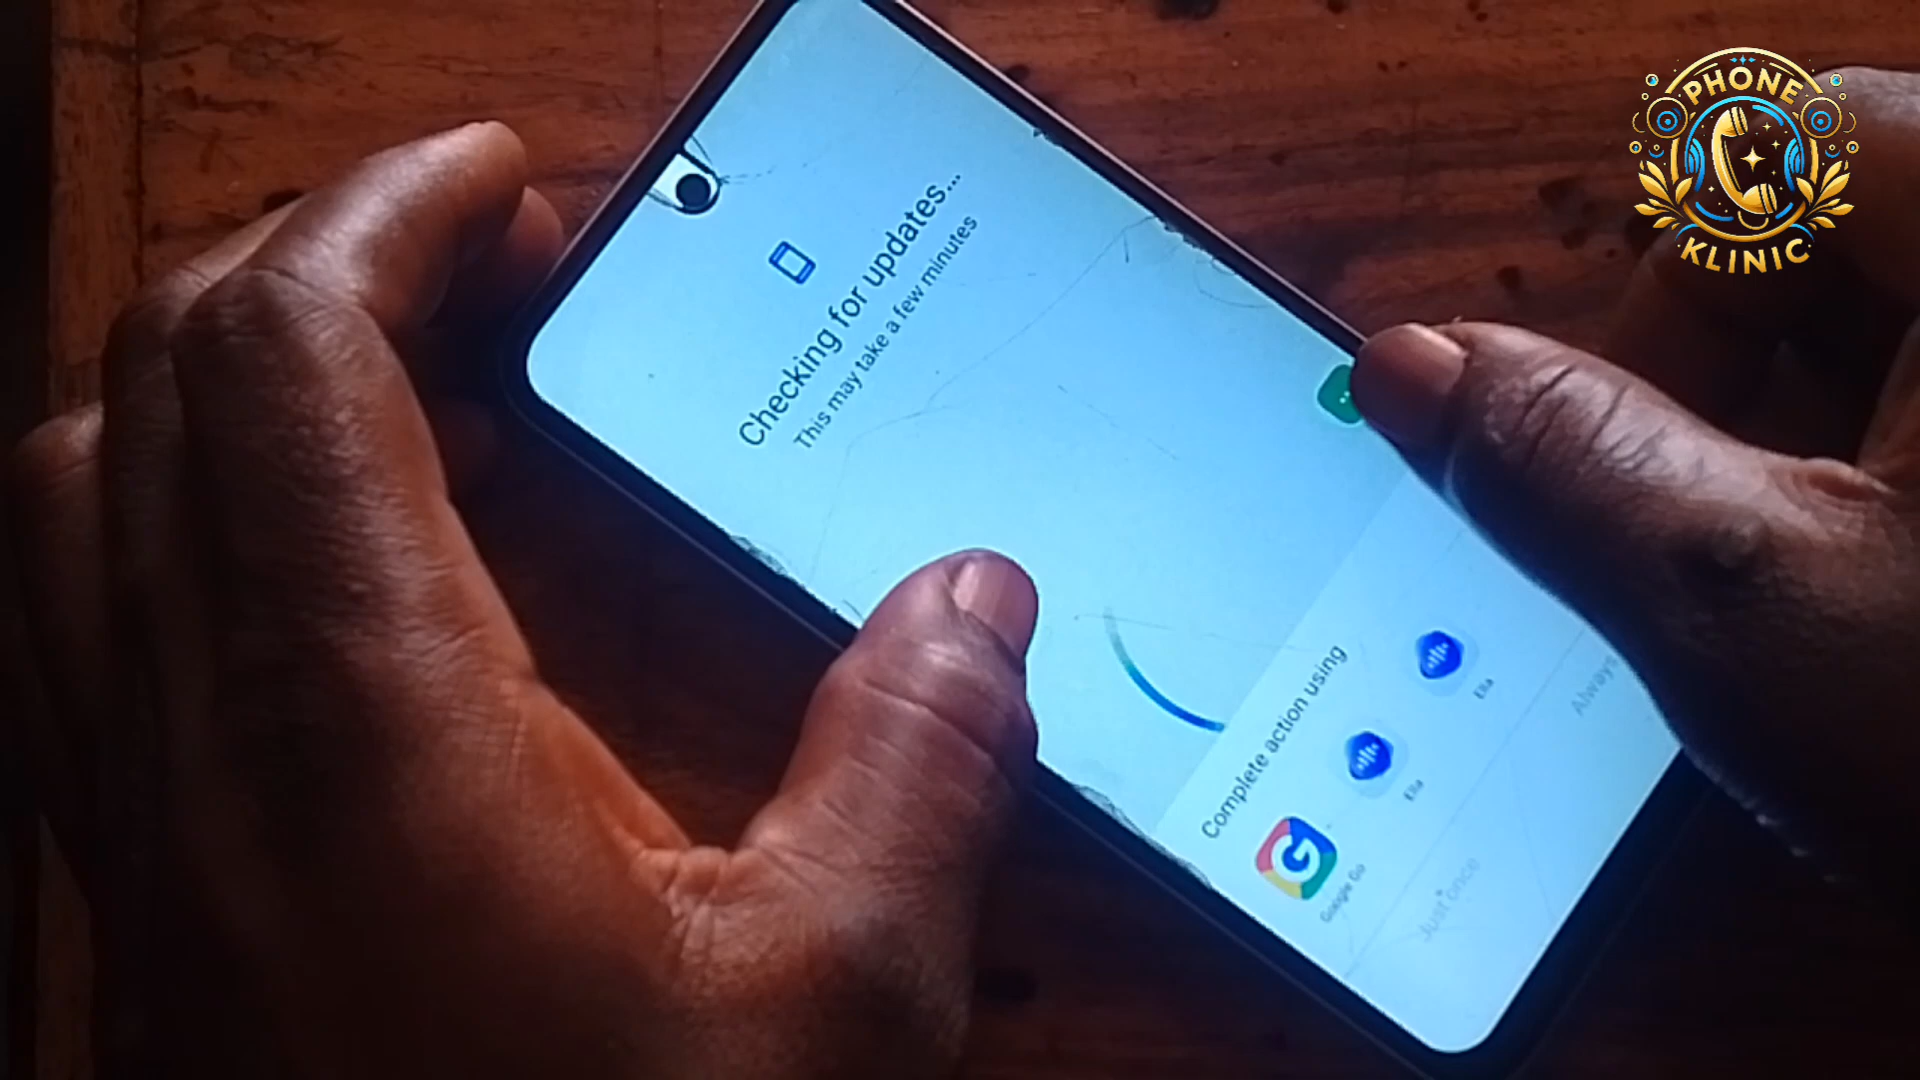 PHONE
KLINIC
Checking for updates...
This may take a few minutes
Complete action using
Google Go
Ella
Ella
Just once
Always